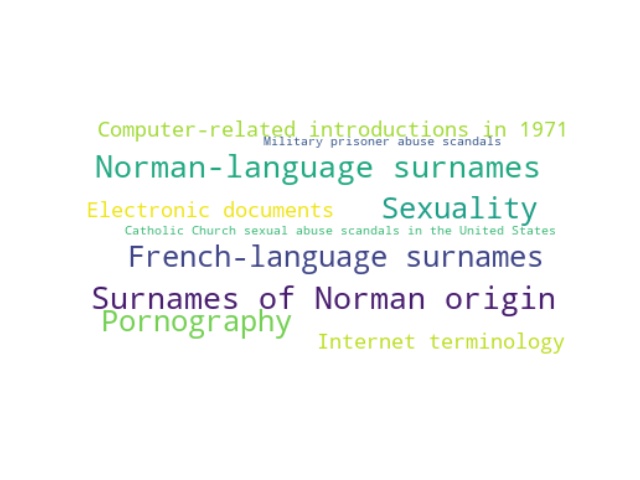 Computer-related introductions in 1971
Military prisoner abuse scandals
Norman-language surnames
Electronic documents
Sexuality
Catholic Church sexual abuse scandals in the United States
French-language surnames
Surnames of Norman origin
Pornography
Internet terminology